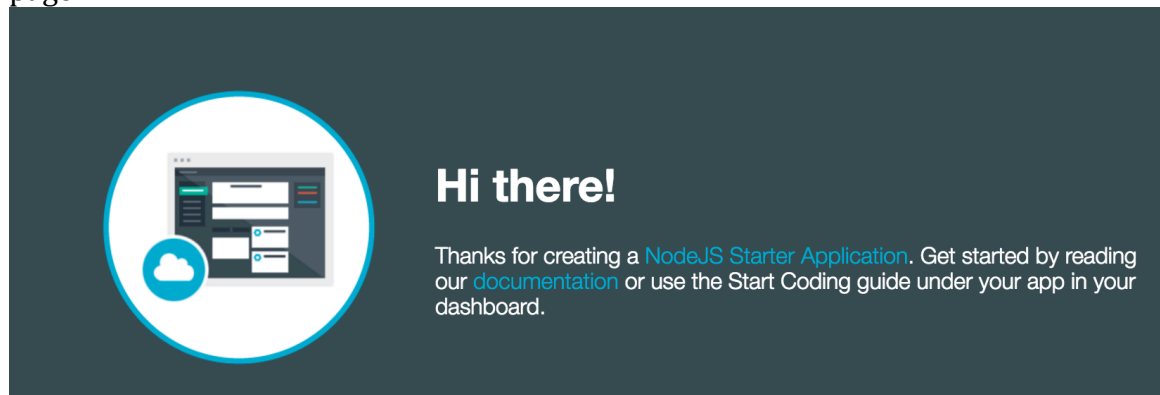 Hi there!
Thanks for creating a NodeJS Starter Application. Get started by reading
our documentation or use the Start Coding guide under your app in your
dashboard.